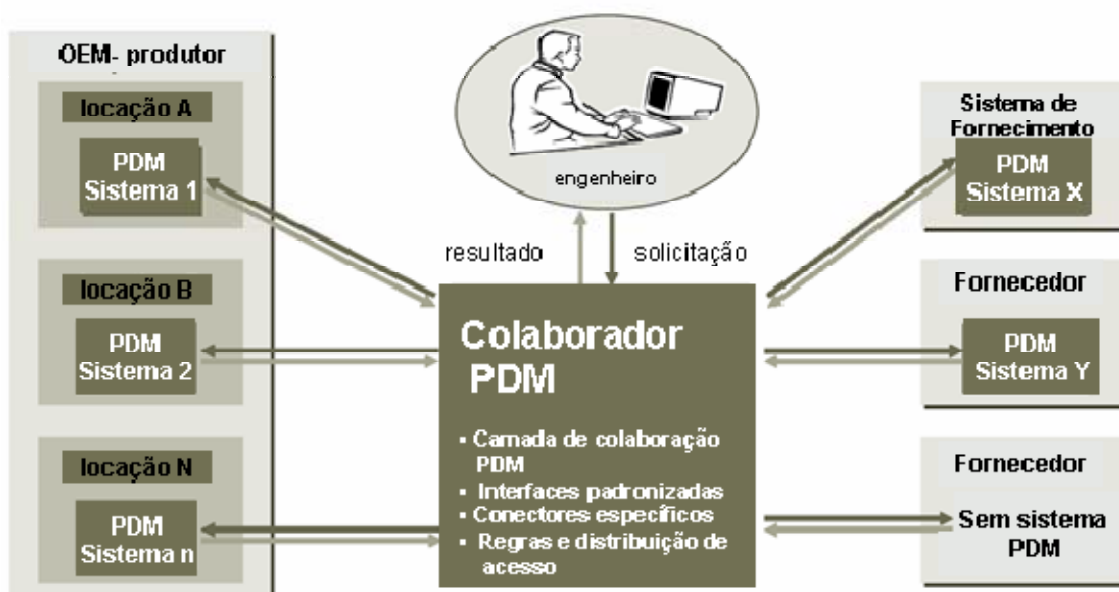 OEM- produtor
locação A
PDM
Sistema 1
locação B
PDM
Sistema 2
locação N
PDM
Sistema n
engenheiro
resultado
solicitação
Colaborador
PDM
▪ Camada de colaboração
PDM
▪ Interfaces padronizadas
▪ Conectores específicos
▪ Regras e distribuição de
acesso
Sistema de
Fornecimento
PDM
Sistema X
Fornecedor
PDM
Sistema Y
Fornecedor
Sem sistema
PDM